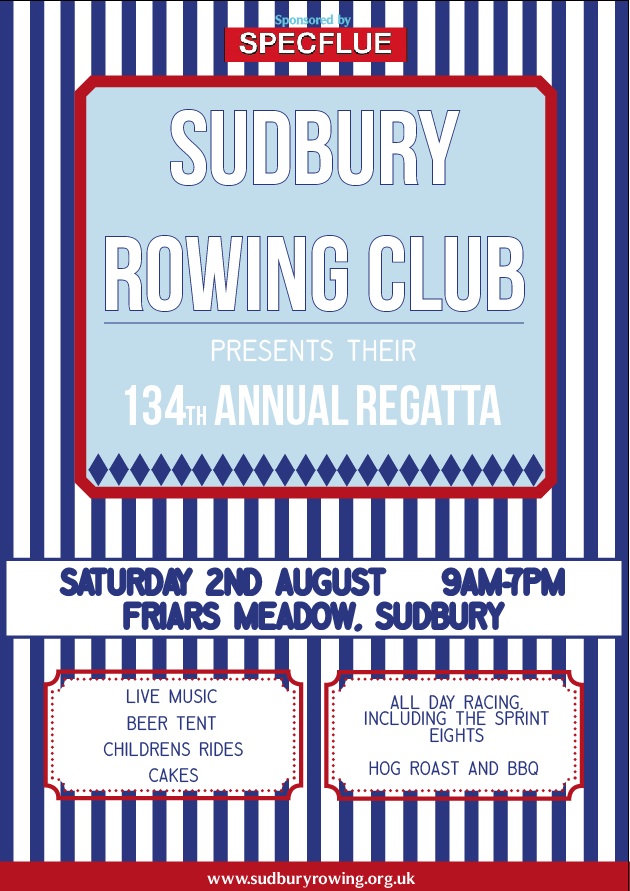 Sponsored by
SPECFLUE
SUDBURY
ROWING CLUB
PRESENTS THEIR
134TH ANNUAL REGATTA
SATURDAY 2ND AUGUST 9AM-7PM
FRIARS MEADOW, SUDBURY
LIVE MUSIC
BEER TENT
CHILDRENS RIDES
CAKES
ALL DAY RACING,
INCLUDING THE SPRINT
EIGHTS
HOG ROAST AND BBQ
www.sudburyrowing.org.uk